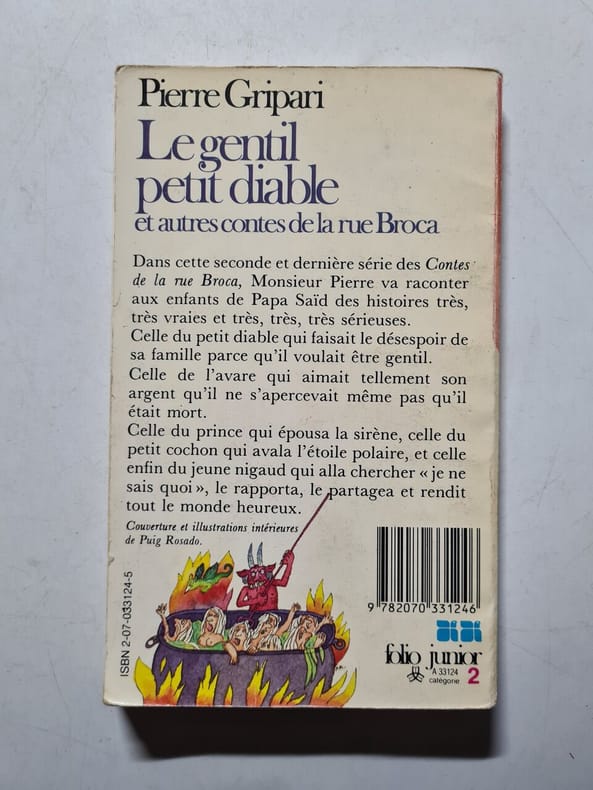 Pierre Gripari
Le gentil
petit diable
et autres contes de la rue Broca
Dans cette seconde et dernière série des Contes
de la rue Broca, Monsieur Pierre va raconter
aux enfants de Papa Saïd des histoires très,
très vraies et très, très, très sérieuses.
Celle du petit diable qui faisait le désespoir de
sa famille parce qu'il voulait être gentil.
Celle de l'avare qui aimait tellement son
argent qu'il ne s'apercevait même pas qu'il
était mort.
Celle du prince qui épousa la sirène, celle du
petit cochon qui avala l'étoile polaire, et celle
enfin du jeune nigaud qui alla chercher « je ne
sais quoi », le rapporta, le partagea et rendit
tout le monde heureux.
Couverture et illustrations intérieures
de Puig Rosado.
ISBN 2-07-033124-5
9 782070 331246
folio junior
A 33124
catégorie 2